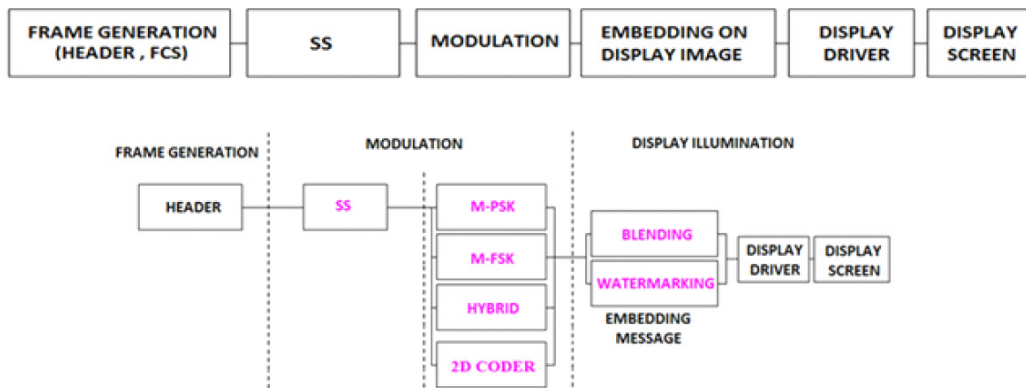 FRAME GENERATION
(HEADER , FCS)
SS
MODULATION
EMBEDDING ON
DISPLAY IMAGE
DISPLAY
DRIVER
DISPLAY
SCREEN
FRAME GENERATION
MODULATION
DISPLAY ILLUMINATION
HEADER
SS
M-PSK
M-FSK
HYBRID
2D CODER
BLENDING
WATERMARKING
EMBEDDING
MESSAGE
DISPLAY
DRIVER
DISPLAY
SCREEN